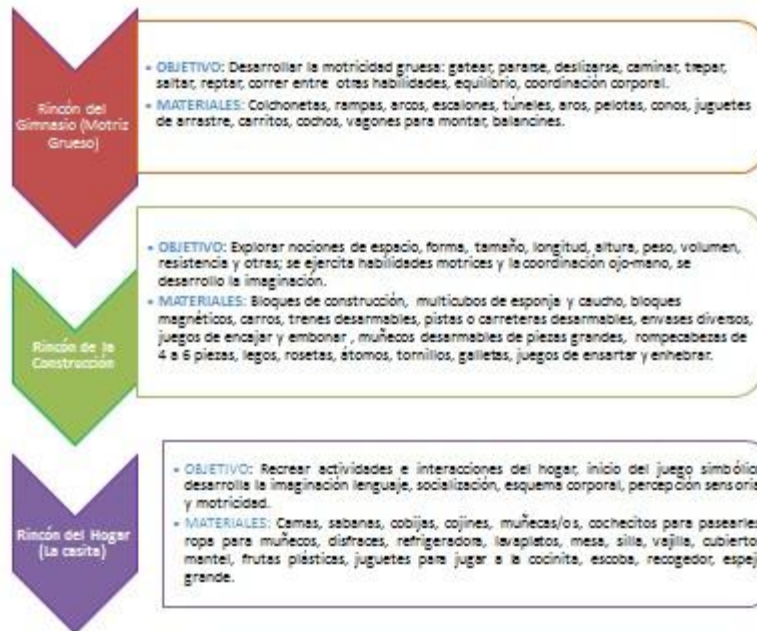 Rincón del
Gimnasio (Motriz
Grueso)
• OBJETIVO: Desarrollar la motricidad gruesa: gatear, pararse, deslizarse, caminar, trepar,
saltar, reptar, correr entre otras habilidades, equilibrio, coordinación corporal.
• MATERIALES: Colchonetas, rampas, arcos, escalones, túneles, aros, pelotas, conos, juguetes
de arrastre, carritos, cochos, vagones para montar, balancines.
Rincón de la
Construcción
• OBJETIVO: Explorar nociones de espacio, forma, tamaño, longitud, altura, peso, volumen,
resistencia y otras; se ejercita habilidades motrices y la coordinación ojo-mano, se
desarrollo la imaginación.
• MATERIALES: Bloques de construcción, multicubos de esponja y caucho, bloques
magnéticos, carros, trenes desarmables, pistas o carreteras desarmables, envases diversos,
juegos de encajar y embonar , muñecos desarmables de piezas grandes, rompecabezas de
4 a 6 piezas, legos, rosetas, átomos, tornillos, galletas, juegos de ensartar y enhebrar.
Rincón del Hogar
(La casita)
• OBJETIVO: Recrear actividades e interacciones del hogar, inicio del juego simbólic
desarrolla la imaginación lenguaje, socialización, esquema corporal, percepción sensoria
y motricidad.
• MATERIALES: Camas, sabanas, cobijas, cojines, muñecas/os, cochecitos para pasearles
ropa para muñecos, disfraces, refrigeradora, lavaplatos, mesa, silla, vajilla, cubierto
mantel, frutas plásticas, juguetes para jugar a la cocinita, escoba, recogedor, espej
grande.